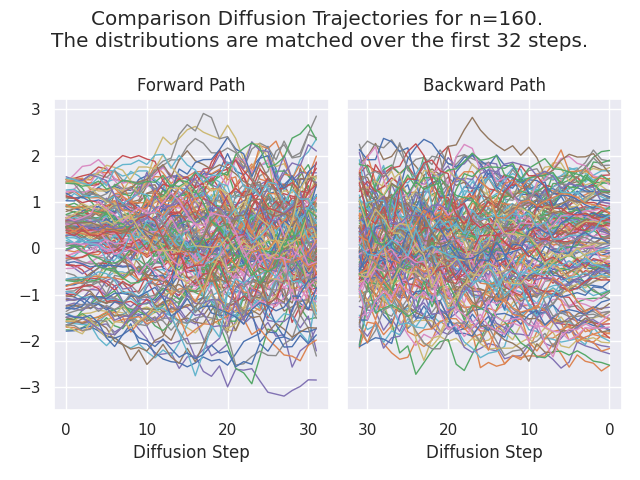 Comparison Diffusion Trajectories for n=160.
The distributions are matched over the first 32 steps.
Forward Path
Backward Path
3
2
1
0
−1
−2
−3
0 10 20 30
30 20 10 0
Diffusion Step
Diffusion Step